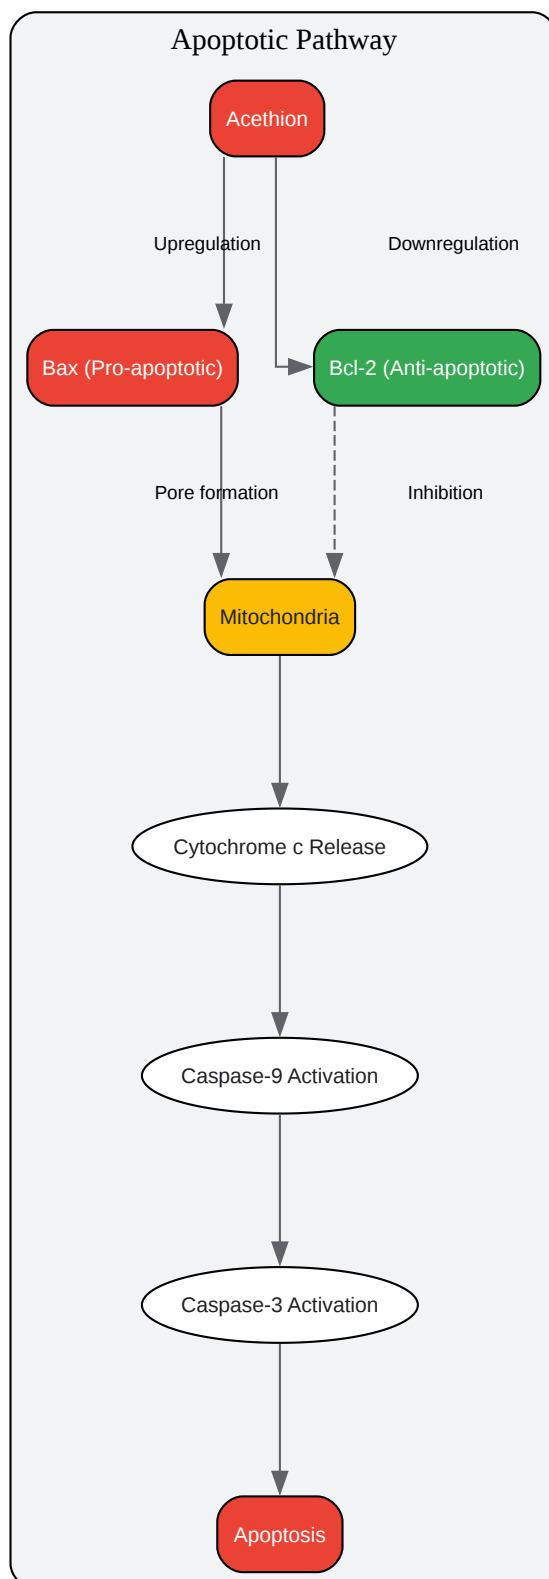 Apoptotic Pathway
Acethion
Upregulation
Downregulation
Bax (Pro-apoptotic)
Bcl-2 (Anti-apoptotic)
Pore formation
Inhibition
Mitochondria
Cytochrome c Release
Caspase-9 Activation
Caspase-3 Activation
Apoptosis